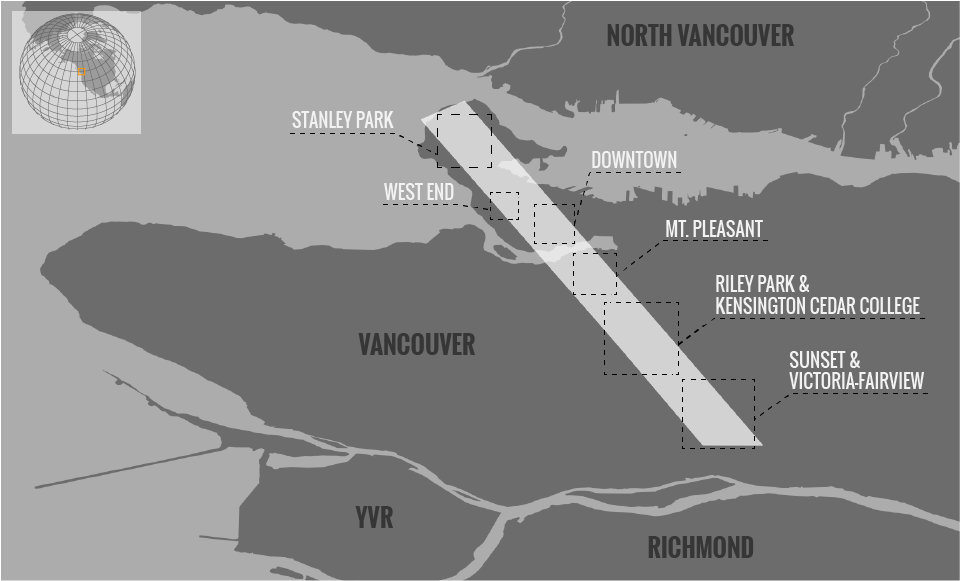 NORTH VANCOUVER
STANLEY PARK
DOWNTOWN
WEST END
MT. PLEASANT
RILEY PARK &
KENSINGTON CEDAR COLLEGE
VANCOUVER
SUNSET &
VICTORIA-FAIRVIEW
YVR
RICHMOND